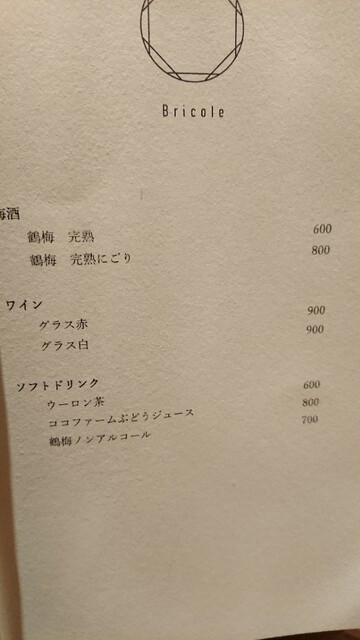 Bricole
梅酒
鶴梅 完熟 600
鶴梅 完熟にごり 800
ワイン
グラス赤 900
グラス白 900
ソフトドリンク
ウーロン茶 600
ココファームぶどうジュース 800
鶴梅ノンアルコール 700